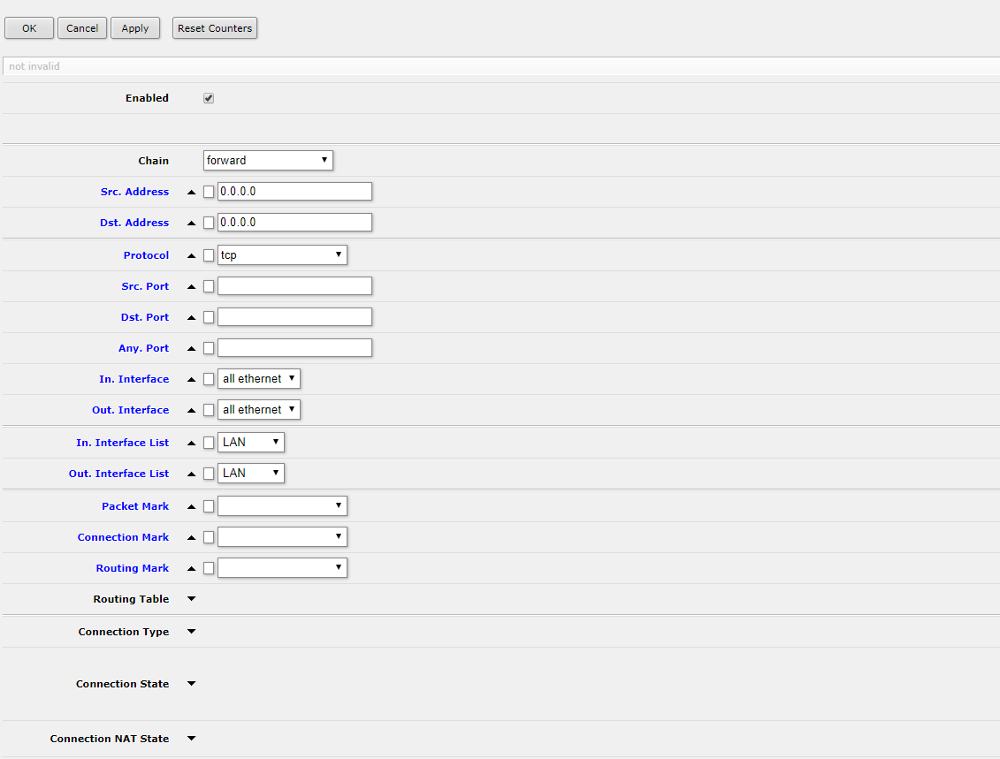 OK Cancel Apply Reset Counters
not invalid
Enabled
Chain forward
Src. Address 0.0.0.0
Dst. Address 0.0.0.0
Protocol tcp
Src. Port
Dst. Port
Any. Port
In. Interface all ethernet
Out. Interface all ethernet
In. Interface List LAN
Out. Interface List LAN
Packet Mark
Connection Mark
Routing Mark
Routing Table
Connection Type
Connection State
Connection NAT State